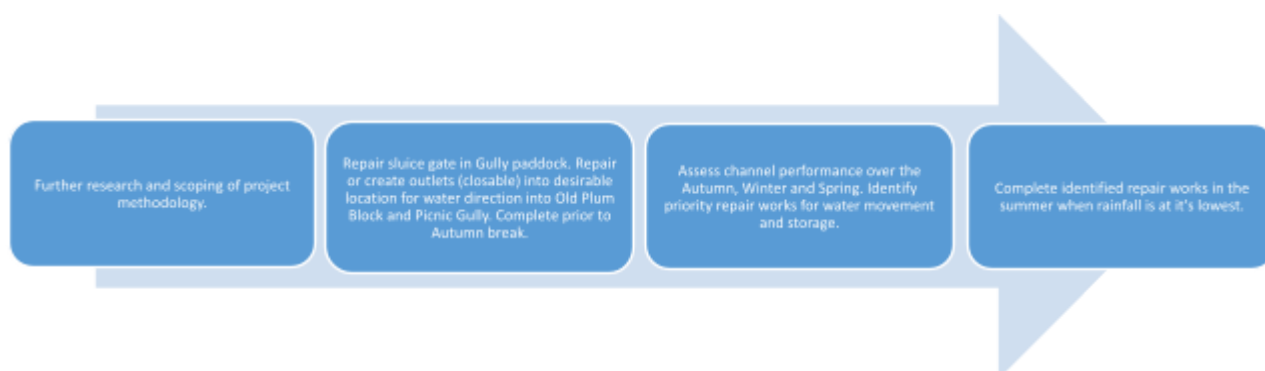 Further research and scoping of project
methodology.
Repair sluice gate in Gully paddock. Repair
or create outlets (closable) into desirable
location for water direction into Old Plum
Block and Picnic Gully. Complete prior to
Autumn break.
Assess channel performance over the
Autumn, Winter and Spring. Identify
priority repair works for water movement
and storage.
Complete identified repair works in the
summer when rainfall is at it's lowest.